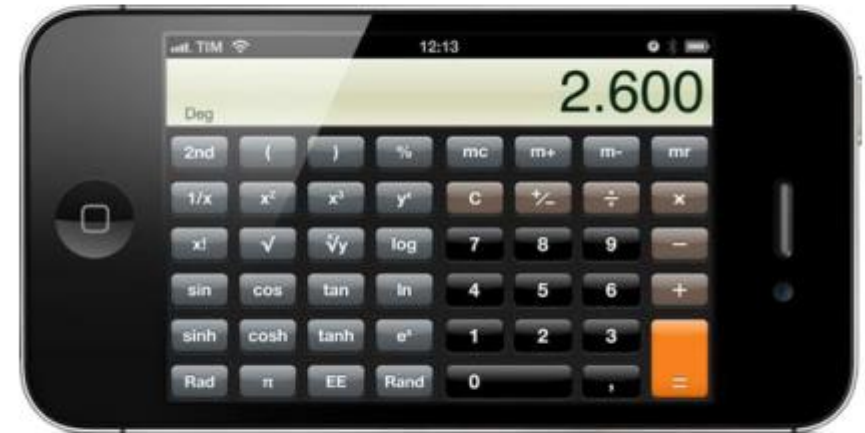 TIM 12:13
2.600
Deg
2nd ( ) % mc m+ m- mr
1/x x² x³ yˣ C +/− ÷ ×
x! √ ˣ√y log 7 8 9 −
sin cos tan ln 4 5 6 +
sinh cosh tanh eˣ 1 2 3
Rad π EE Rand 0 , =